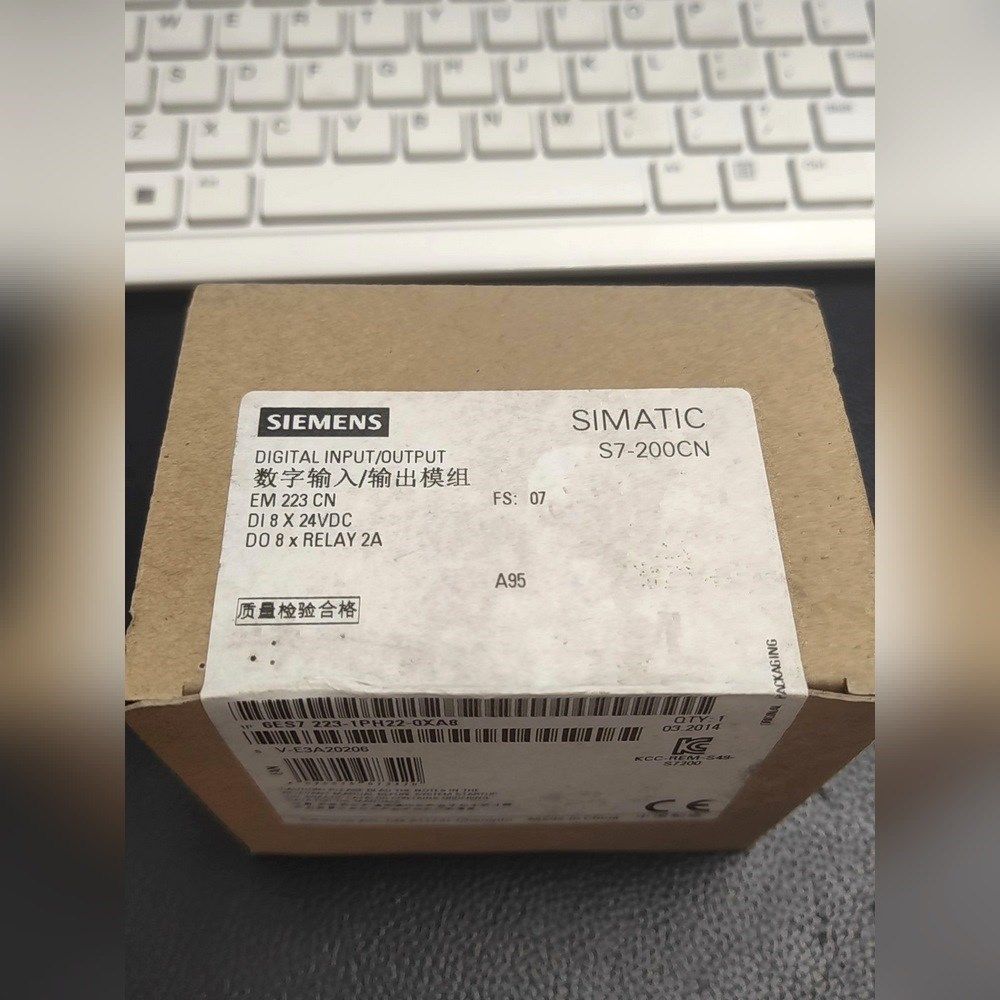 W E R T Y U I O P
S D F G H J K L
Z X C V B N M
SIEMENS
SIMATIC
S7-200CN
DIGITAL INPUT/OUTPUT
数字输入/输出模组
EM 223 CN
FS: 07
DI 8 X 24VDC
DO 8 x RELAY 2A
A95
质量检验合格
PACKAGING
1P 6ES7 223-1PH22-0XA8
QTY-1
03.2014
S V-E3A20206
KCC-REM-S49-
S7200
CE